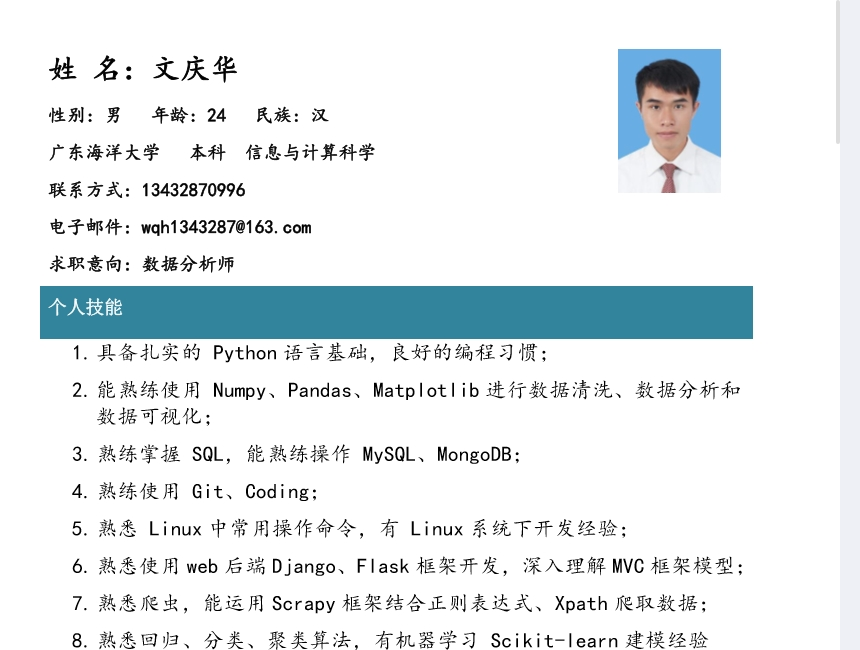 姓 名：文庆华
性别：男 年龄：24 民族：汉
广东海洋大学 本科 信息与计算科学
联系方式：13432870996
电子邮件：wqh1343287@163.com
求职意向：数据分析师
个人技能
1. 具备扎实的 Python 语言基础，良好的编程习惯；
2. 能熟练使用 Numpy、Pandas、Matplotlib 进行数据清洗、数据分析和
数据可视化；
3. 熟练掌握 SQL，能熟练操作 MySQL、MongoDB；
4. 熟练使用 Git、Coding；
5. 熟悉 Linux 中常用操作命令，有 Linux 系统下开发经验；
6. 熟悉使用 web 后端 Django、Flask 框架开发，深入理解 MVC 框架模型；
7. 熟悉爬虫，能运用 Scrapy 框架结合正则表达式、Xpath 爬取数据；
8. 熟悉回归、分类、聚类算法，有机器学习 Scikit-learn 建模经验